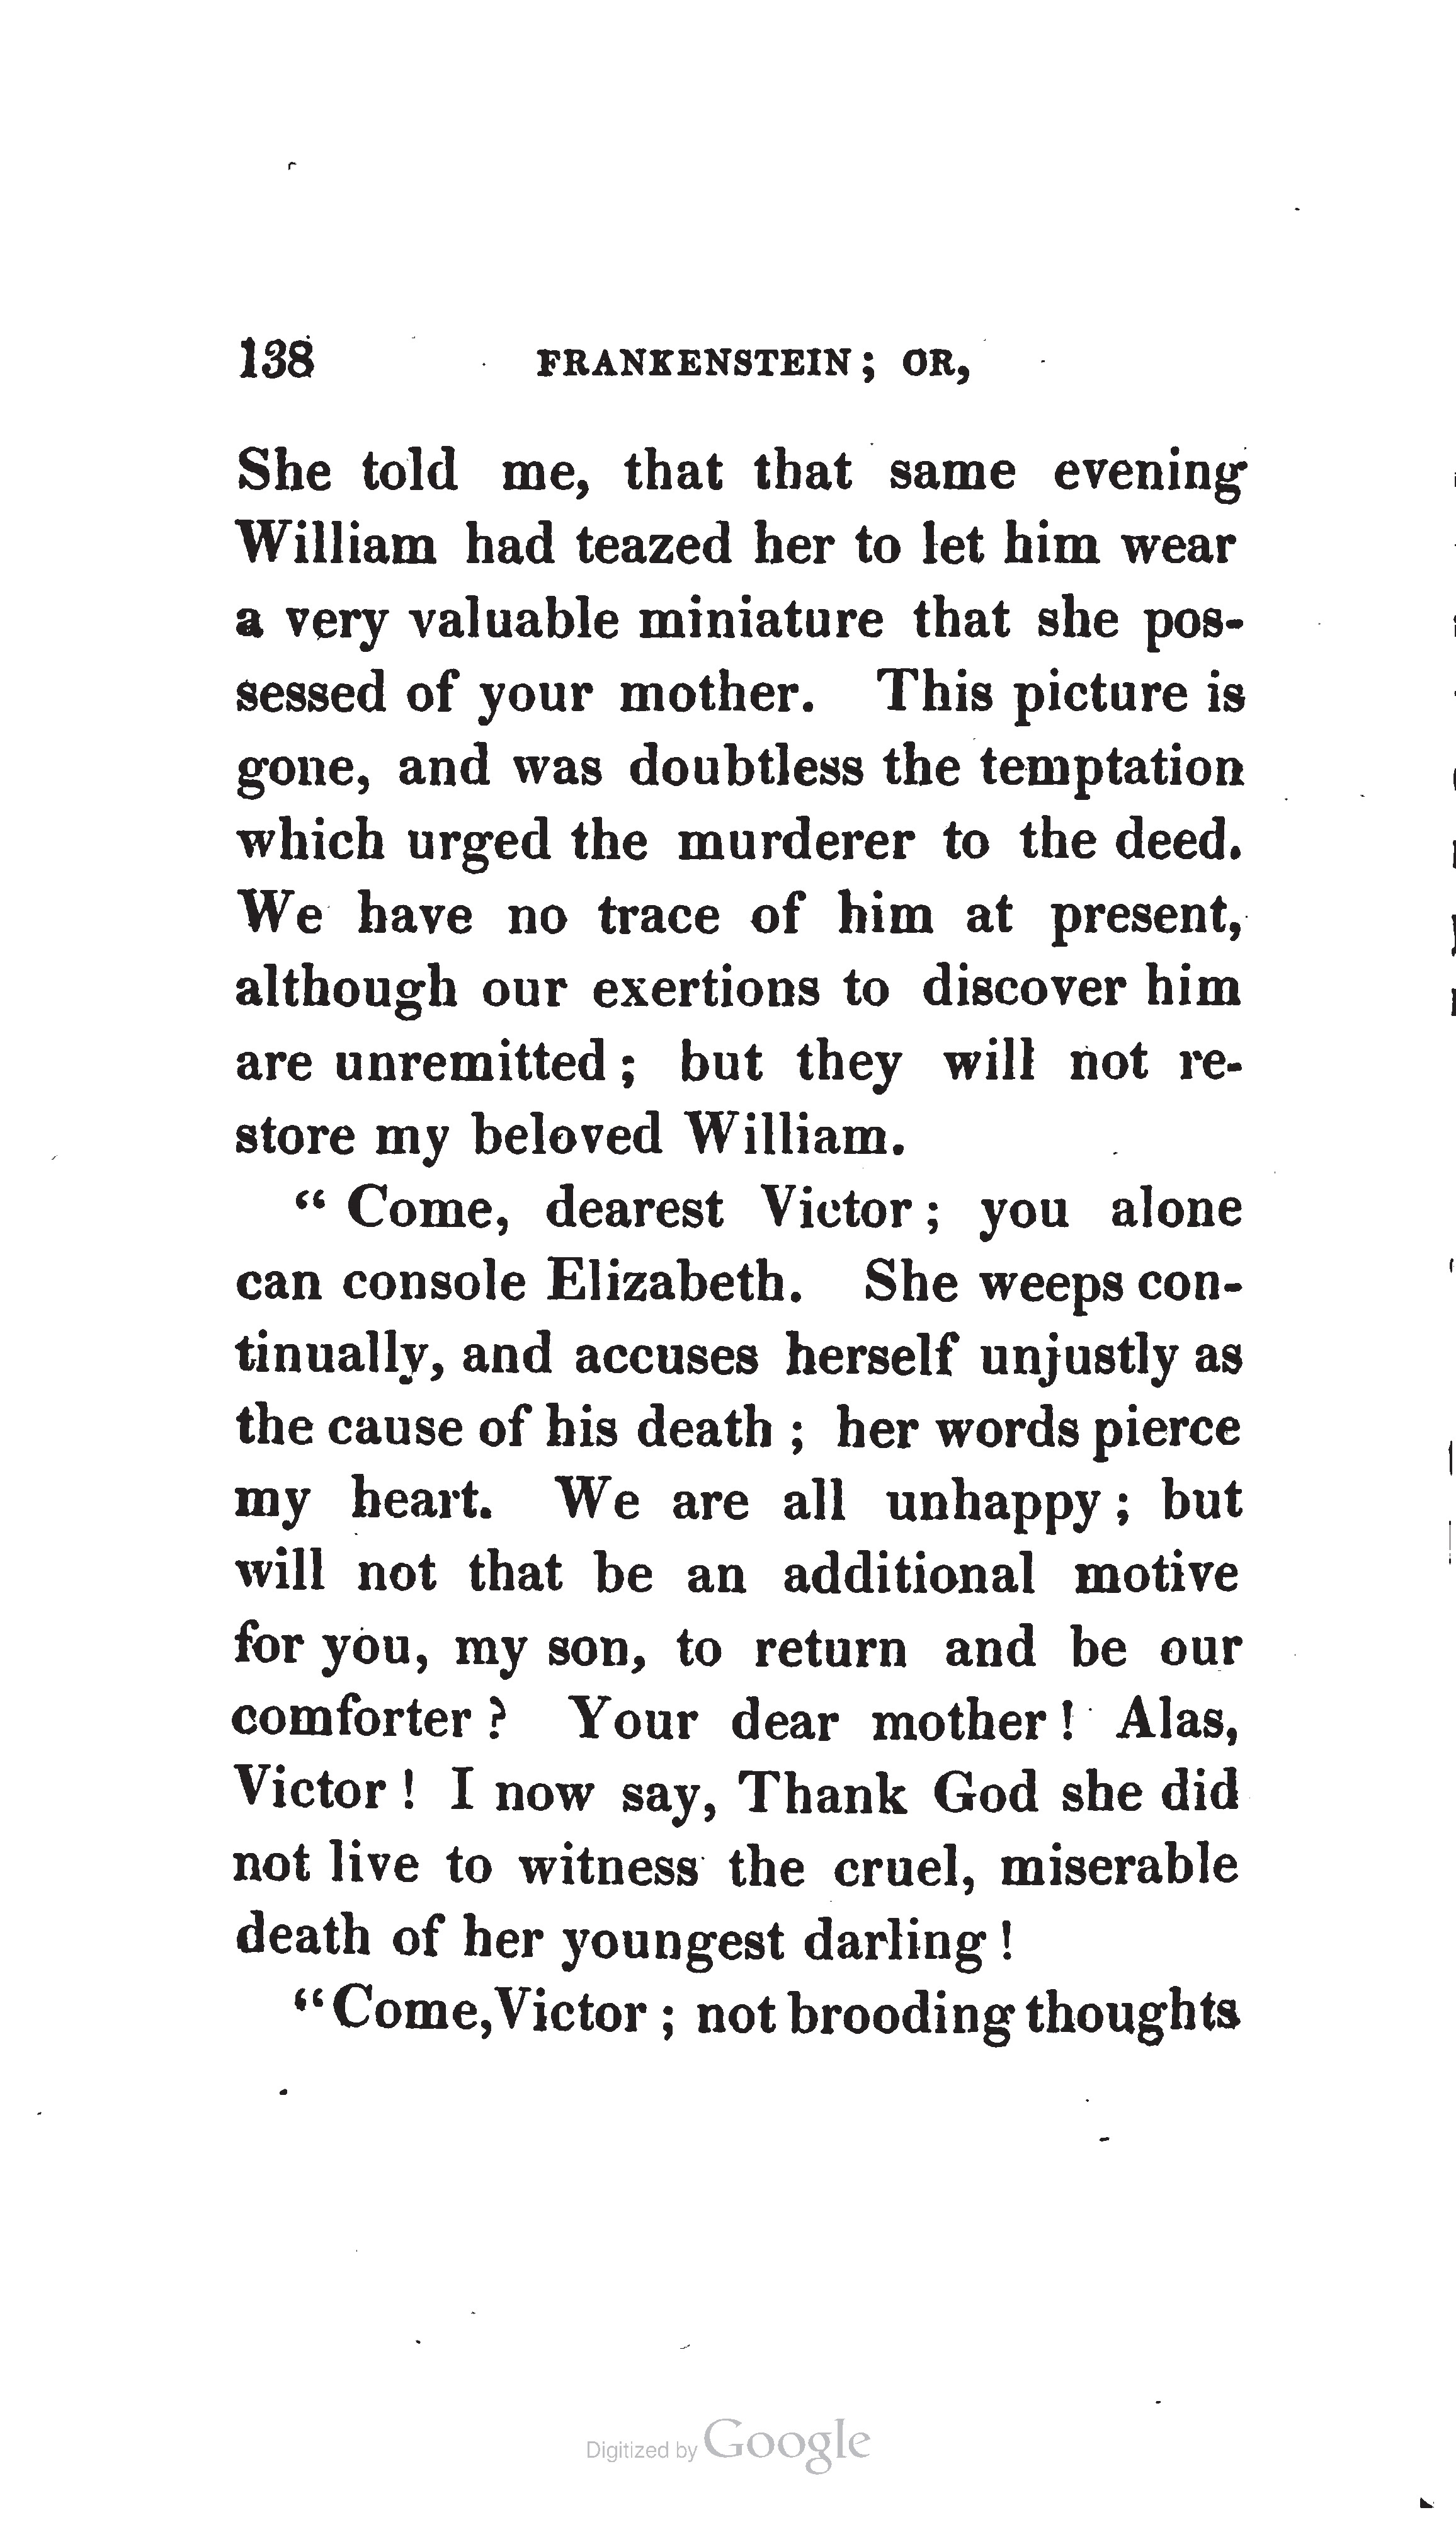 138 FRANKENSTEIN; OR,
She told me, that that same evening
William had teazed her to let him wear
a very valuable miniature that she pos-
sessed of your mother. This picture is
gone, and was doubtless the temptation
which urged the murderer to the deed.
We have no trace of him at present,
although our exertions to discover him
are unremitted; but they will not re-
store my beloved William.
“Come, dearest Victor; you alone
can console Elizabeth. She weeps con-
tinually, and accuses herself unjustly as
the cause of his death; her words pierce
my heart. We are all unhappy; but
will not that be an additional motive
for you, my son, to return and be our
comforter? Your dear mother! Alas,
Victor! I now say, Thank God she did
not live to witness the cruel, miserable
death of her youngest darling!
“Come, Victor; not brooding thoughts
Digitized by Google